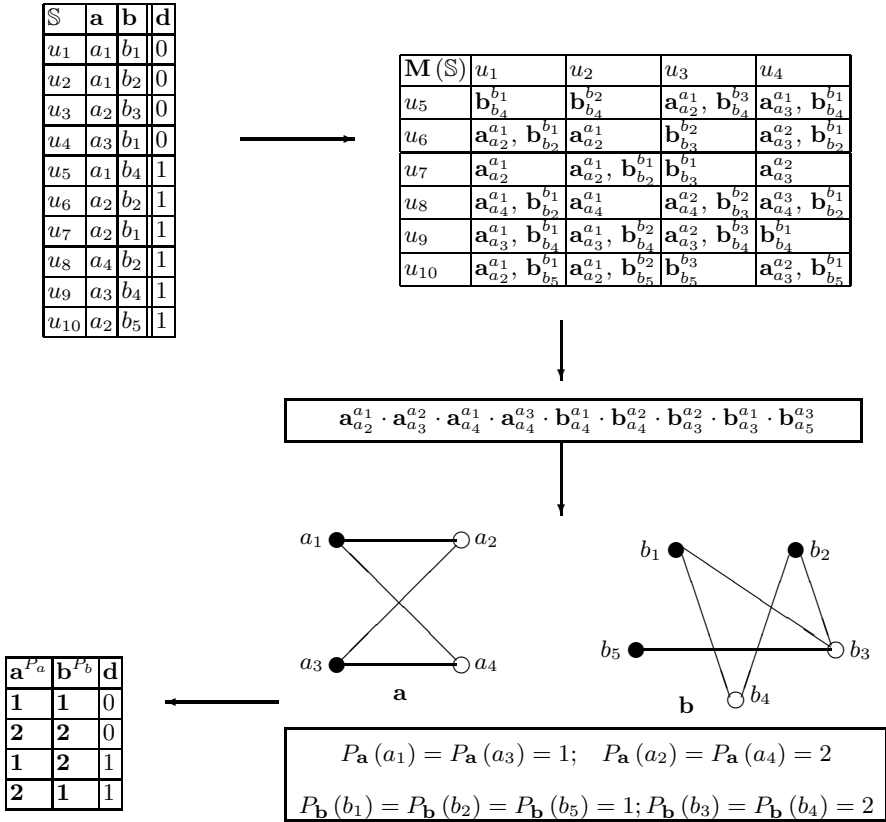 𝕊 a b d
u₁ a₁ b₁ 0
u₂ a₁ b₂ 0
u₃ a₂ b₃ 0
u₄ a₃ b₁ 0
u₅ a₁ b₄ 1
u₆ a₂ b₂ 1
u₇ a₂ b₁ 1
u₈ a₄ b₂ 1
u₉ a₃ b₄ 1
u₁₀ a₂ b₅ 1
M (𝕊) u₁ u₂ u₃ u₄
u₅ b^{b₁}_{b₄} b^{b₂}_{b₄} a^{a₁}_{a₂}, b^{b₃}_{b₄} a^{a₁}_{a₃}, b^{b₁}_{b₄}
u₆ a^{a₁}_{a₂}, b^{b₁}_{b₂} a^{a₁}_{a₂} b^{b₂}_{b₃} a^{a₂}_{a₃}, b^{b₁}_{b₂}
u₇ a^{a₁}_{a₂} a^{a₁}_{a₂}, b^{b₁}_{b₂} b^{b₁}_{b₃} a^{a₂}_{a₃}
u₈ a^{a₁}_{a₄}, b^{b₁}_{b₂} a^{a₁}_{a₄} a^{a₂}_{a₄}, b^{b₂}_{b₃} a^{a₃}_{a₄}, b^{b₁}_{b₂}
u₉ a^{a₁}_{a₃}, b^{b₁}_{b₄} a^{a₁}_{a₃}, b^{b₂}_{b₄} a^{a₂}_{a₃}, b^{b₃}_{b₄} b^{b₁}_{b₄}
u₁₀ a^{a₁}_{a₂}, b^{b₁}_{b₅} a^{a₁}_{a₂}, b^{b₂}_{b₅} b^{b₃}_{b₅} a^{a₂}_{a₃}, b^{b₁}_{b₅}
a^{a₁}_{a₂} · a^{a₂}_{a₃} · a^{a₁}_{a₄} · a^{a₃}_{a₄} · b^{a₁}_{a₄} · b^{a₂}_{a₄} · b^{a₂}_{a₃} · b^{a₁}_{a₃} · b^{a₃}_{a₅}
a₁ a₂
a₃ a₄
a
b₁ b₂
b₅ b₃
b₄
b
P_a (a₁) = P_a (a₃) = 1; P_a (a₂) = P_a (a₄) = 2
P_b (b₁) = P_b (b₂) = P_b (b₅) = 1; P_b (b₃) = P_b (b₄) = 2
a^{P_a} b^{P_b} d
1 1 0
2 2 0
1 2 1
2 1 1